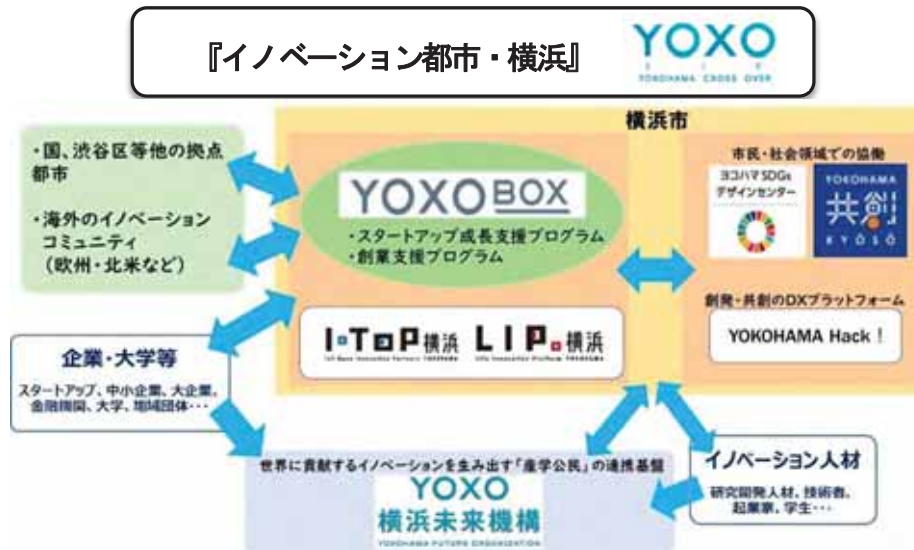 『イノベーション都市・横浜』
YOXO
YOKOHAMA CROSS OVER
横浜市
・国、渋谷区等他の拠点
都市
・海外のイノベーション
コミュニティ
（欧州・北米など）
YOXO BOX
・スタートアップ成長支援プログラム
・創業支援プログラム
市民・社会領域での協働
ヨコハマSDGs
デザインセンター
YOKOHAMA
共創
KYŌSŌ
I・TOP横浜
LIP.横浜
創発・共創のDXプラットフォーム
YOKOHAMA Hack！
企業・大学等
スタートアップ、中小企業、大企業、
金融機関、大学、地域団体・・・
世界に貢献するイノベーションを生み出す「産学公民」の連携基盤
YOXO
横浜未来機構
YOKOHAMA FUTURE ORGANIZATION
イノベーション人材
研究開発人材、技術者、
起業家、学生・・・